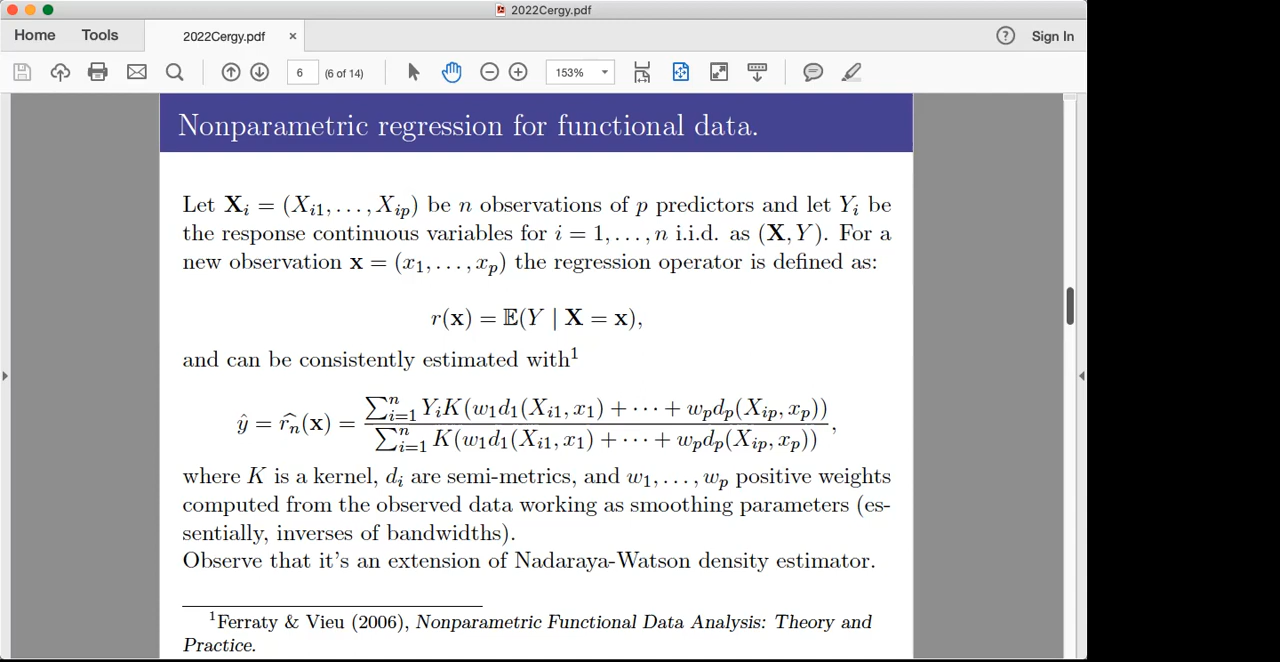 2022Cergy.pdf
Home Tools 2022Cergy.pdf × ? Sign In
6 (6 of 14) 153%
Nonparametric regression for functional data.
Let X_i = (X_{i1}, . . . , X_{ip}) be n observations of p predictors and let Y_i be
the response continuous variables for i = 1, . . . , n i.i.d. as (X, Y). For a
new observation x = (x_1, . . . , x_p) the regression operator is defined as:
r(x) = 𝔼(Y | X = x),
and can be consistently estimated with¹
ŷ = \widehat{r_n}(x) = \frac{\sum_{i=1}^{n} Y_i K(w_1 d_1(X_{i1}, x_1) + ⋯ + w_p d_p(X_{ip}, x_p))}{\sum_{i=1}^{n} K(w_1 d_1(X_{i1}, x_1) + ⋯ + w_p d_p(X_{ip}, x_p))},
where K is a kernel, d_i are semi-metrics, and w_1, . . . , w_p positive weights
computed from the observed data working as smoothing parameters (es-
sentially, inverses of bandwidths).
Observe that it's an extension of Nadaraya-Watson density estimator.
¹Ferraty & Vieu (2006), Nonparametric Functional Data Analysis: Theory and
Practice.